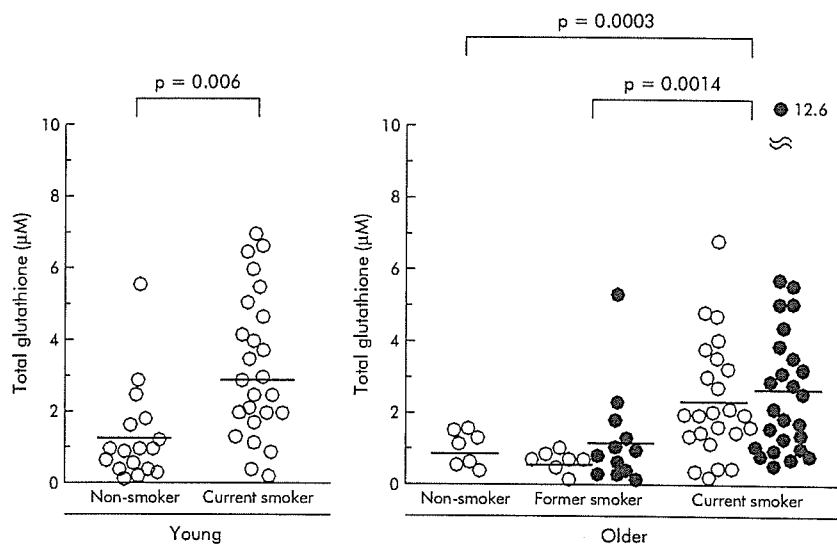 p = 0.0003
p = 0.006
p = 0.0014
12.6
Total glutathione (μM)
10
8
6
4
2
0
Non-smoker Current smoker
Young
Total glutathione (μM)
10
8
6
4
2
0
Non-smoker Former smoker Current smoker
Older